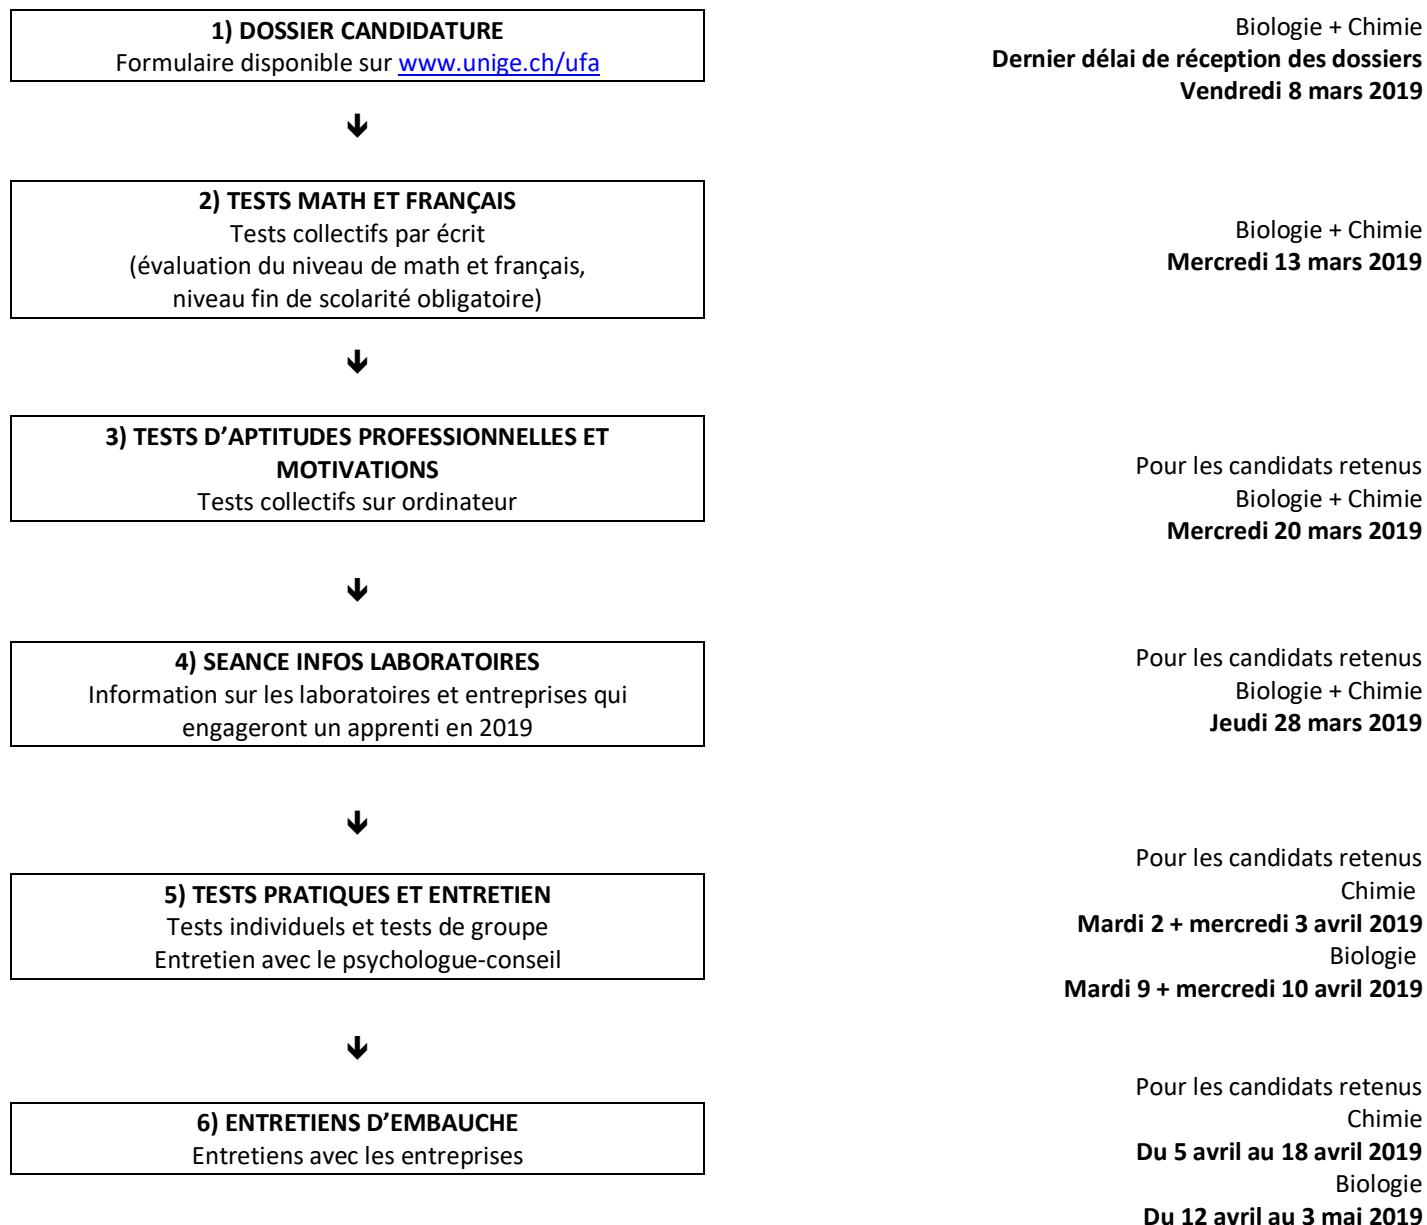 1) DOSSIER CANDIDATURE
Formulaire disponible sur www.unige.ch/ufa
Biologie + Chimie
Dernier délai de réception des dossiers
Vendredi 8 mars 2019
2) TESTS MATH ET FRANÇAIS
Tests collectifs par écrit
(évaluation du niveau de math et français,
niveau fin de scolarité obligatoire)
Biologie + Chimie
Mercredi 13 mars 2019
3) TESTS D’APTITUDES PROFESSIONNELLES ET
MOTIVATIONS
Tests collectifs sur ordinateur
Pour les candidats retenus
Biologie + Chimie
Mercredi 20 mars 2019
4) SEANCE INFOS LABORATOIRES
Information sur les laboratoires et entreprises qui
engageront un apprenti en 2019
Pour les candidats retenus
Biologie + Chimie
Jeudi 28 mars 2019
5) TESTS PRATIQUES ET ENTRETIEN
Tests individuels et tests de groupe
Entretien avec le psychologue-conseil
Pour les candidats retenus
Chimie
Mardi 2 + mercredi 3 avril 2019
Biologie
Mardi 9 + mercredi 10 avril 2019
6) ENTRETIENS D’EMBAUCHE
Entretiens avec les entreprises
Pour les candidats retenus
Chimie
Du 5 avril au 18 avril 2019
Biologie
Du 12 avril au 3 mai 2019